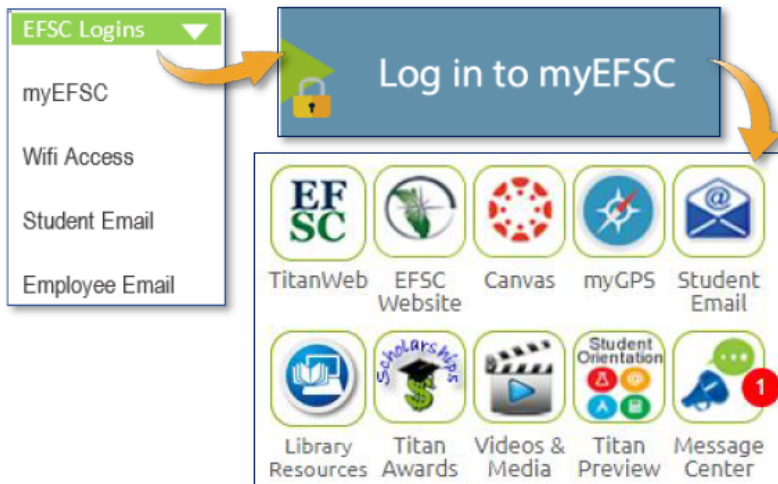 EFSC Logins
myEFSC
Wifi Access
Student Email
Employee Email
Log in to myEFSC
EF
SC
TitanWeb
EFSC
Website
Canvas
myGPS
@
Student
Email
Library
Resources
Scholarships
$
Titan
Awards
Videos &
Media
Student
Orientation
@
Titan
Preview
1
Message
Center